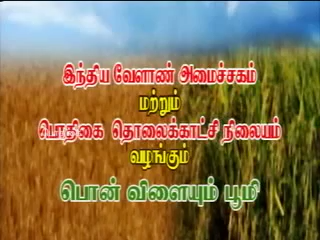 இந்திய வேளாண் அமைச்சகம்
மற்றும்
பொதிகை தொலைக்காட்சி நிலையம்
வழங்கும்
பொன் விளையும் பூமி